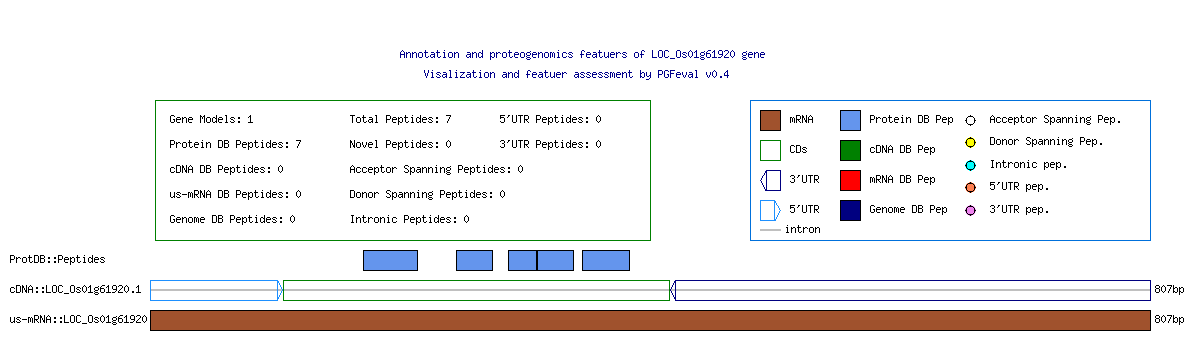 Annotation and proteogenomics featuers of LOC_Os01g61920 gene
Visalization and featuer assessment by PGFeval v0.4
Gene Models: 1 Total Peptides: 7 5'UTR Peptides: 0
Protein DB Peptides: 7 Novel Peptides: 0 3'UTR Peptides: 0
cDNA DB Peptides: 0 Acceptor Spanning Peptides: 0
us-mRNA DB Peptides: 0 Donor Spanning Peptides: 0
Genome DB Peptides: 0 Intronic Peptides: 0
mRNA Protein DB Pep Acceptor Spanning Pep.
CDs cDNA DB Pep Donor Spanning Pep.
3'UTR mRNA DB Pep Intronic pep.
5'UTR Genome DB Pep 5'UTR pep.
intron 3'UTR pep.
ProtDB::Peptides
cDNA::LOC_Os01g61920.1 807bp
us-mRNA::LOC_Os01g61920 807bp